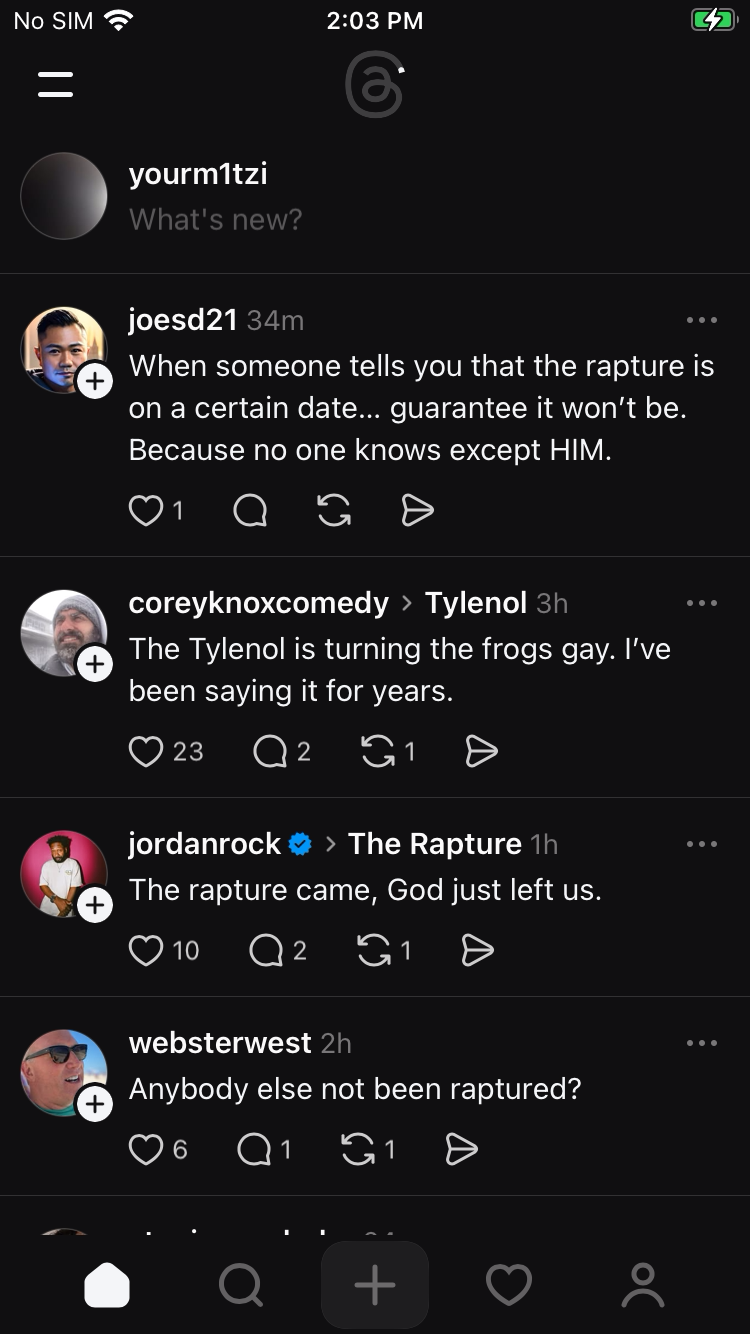 No SIM 2:03 PM
yourm1tzi
What's new?
joesd21 34m
When someone tells you that the rapture is
on a certain date... guarantee it won't be.
Because no one knows except HIM.
1
coreyknoxcomedy > Tylenol 3h
The Tylenol is turning the frogs gay. I've
been saying it for years.
23 2 1
jordanrock > The Rapture 1h
The rapture came, God just left us.
10 2 1
websterwest 2h
Anybody else not been raptured?
6 1 1